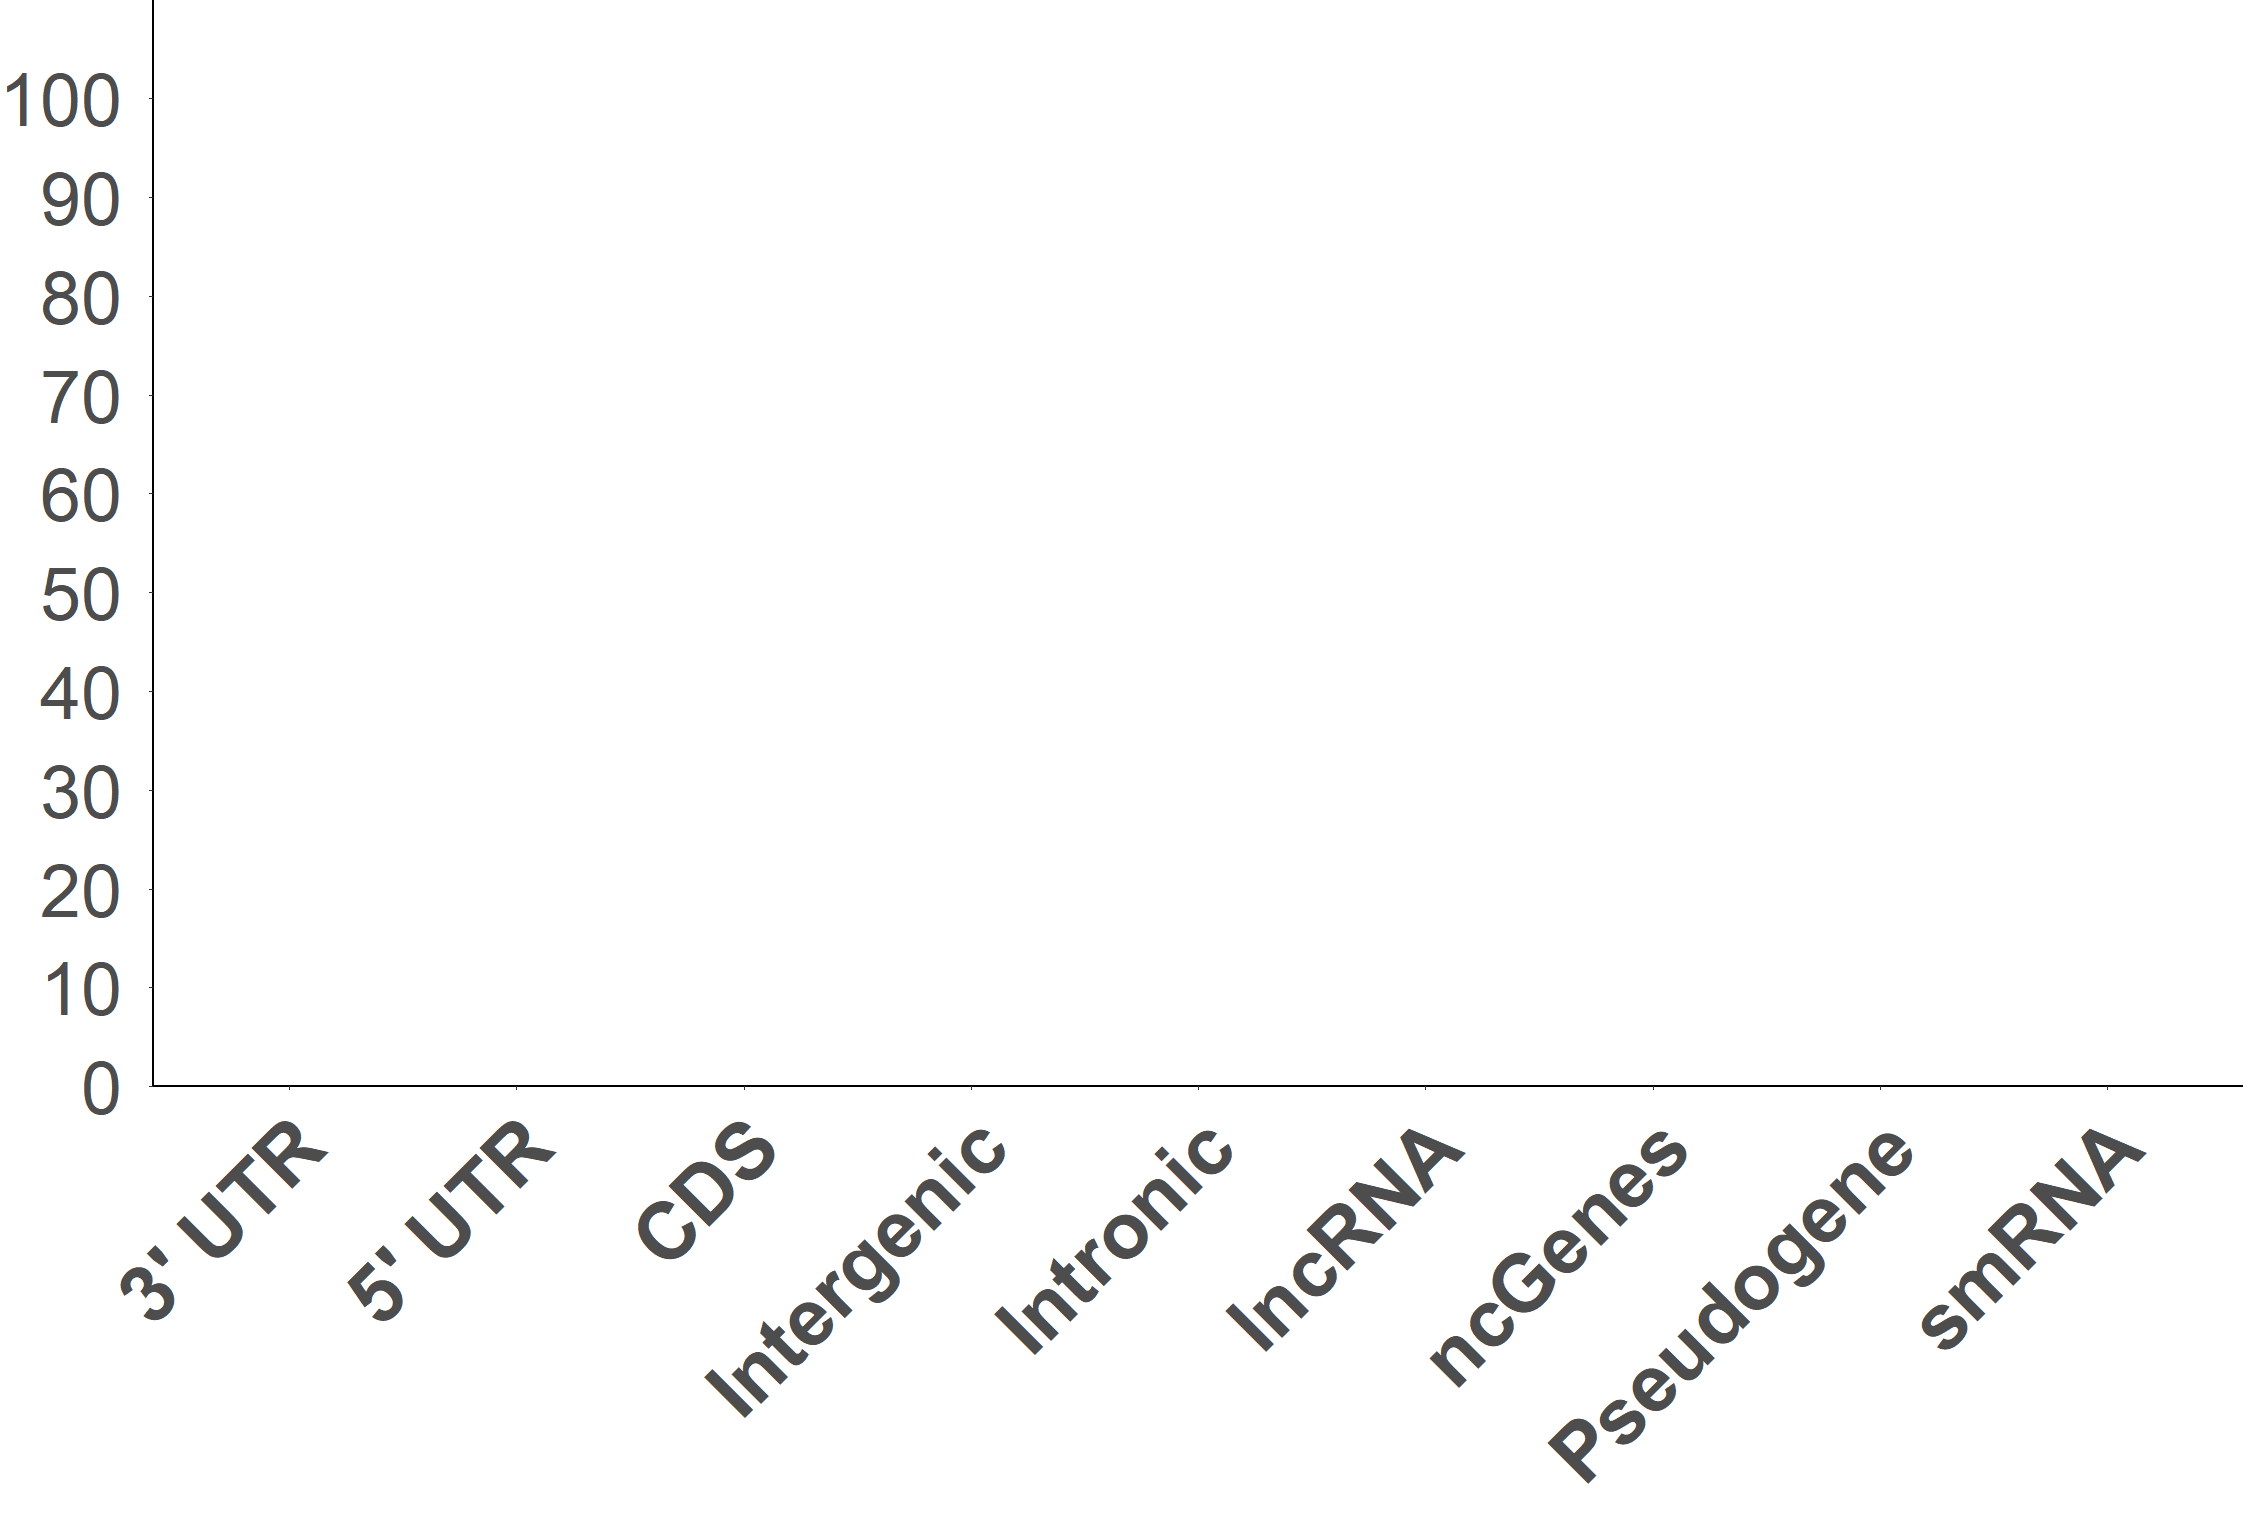 100
90
80
70
60
50
40
30
20
10
0
3' UTR
5' UTR
CDS
Intergenic
Intronic
lncRNA
ncGenes
Pseudogene
smRNA